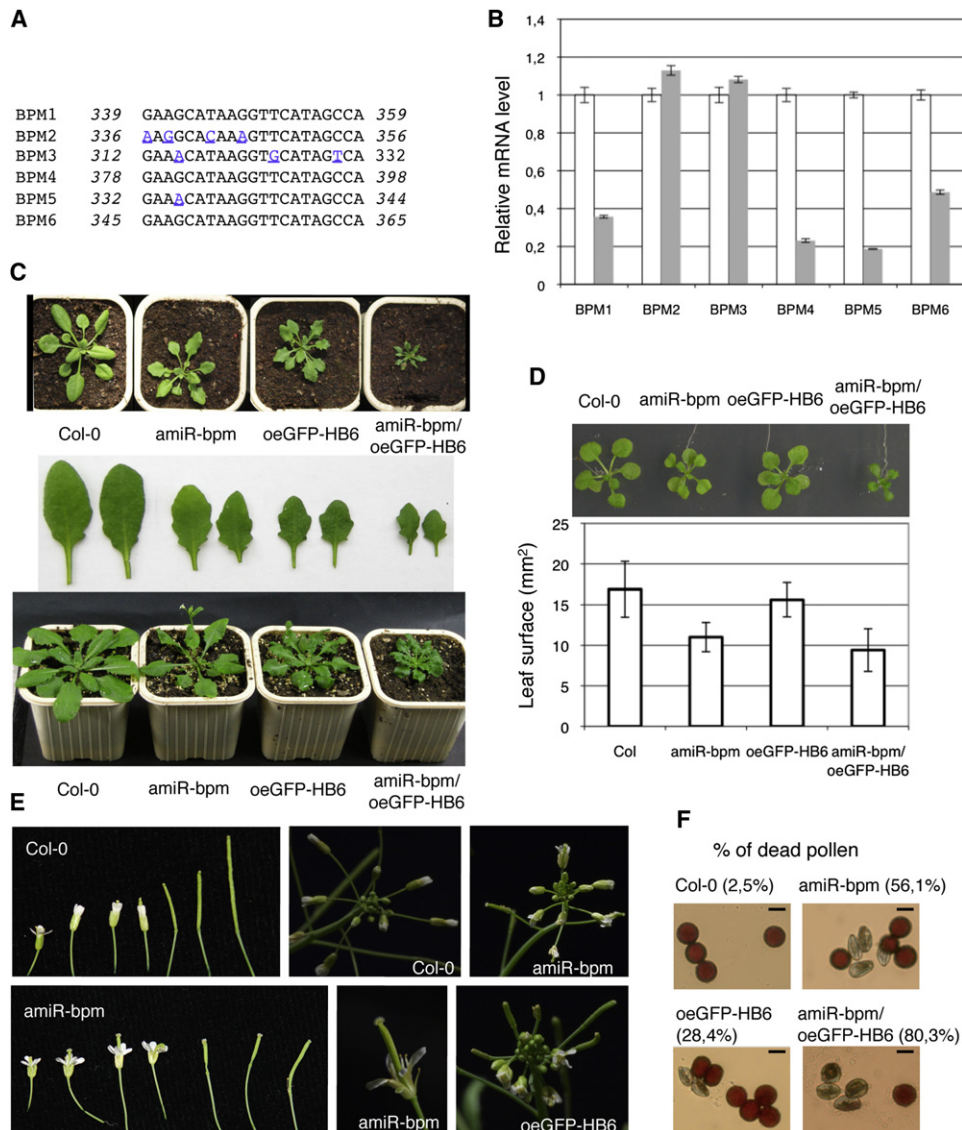 A
BPM1 339 GAAGCATAAGGTTCATAGCCA 359
BPM2 336 AAGGCACAAAGTTCATAGCCA 356
BPM3 312 GAAACATAAGGTGCATAGTCA 332
BPM4 378 GAAGCATAAGGTTCATAGCCA 398
BPM5 332 GAAACATAAGGTTCATAGCCA 344
BPM6 345 GAAGCATAAGGTTCATAGCCA 365
B
Relative mRNA level
1,4
1,2
1
0,8
0,6
0,4
0,2
0
BPM1 BPM2 BPM3 BPM4 BPM5 BPM6
C
Col-0 amiR-bpm oeGFP-HB6 amiR-bpm/
oeGFP-HB6
Col-0 amiR-bpm oeGFP-HB6 amiR-bpm/
oeGFP-HB6
D
Col-0 amiR-bpm oeGFP-HB6 amiR-bpm/
oeGFP-HB6
Leaf surface (mm²)
25
20
15
10
5
0
Col amiR-bpm oeGFP-HB6 amiR-bpm/
oeGFP-HB6
E
Col-0
Col-0
amiR-bpm
amiR-bpm
amiR-bpm
oeGFP-HB6
F
% of dead pollen
Col-0 (2,5%) amiR-bpm (56,1%)
oeGFP-HB6 amiR-bpm/
(28,4%) oeGFP-HB6 (80,3%)